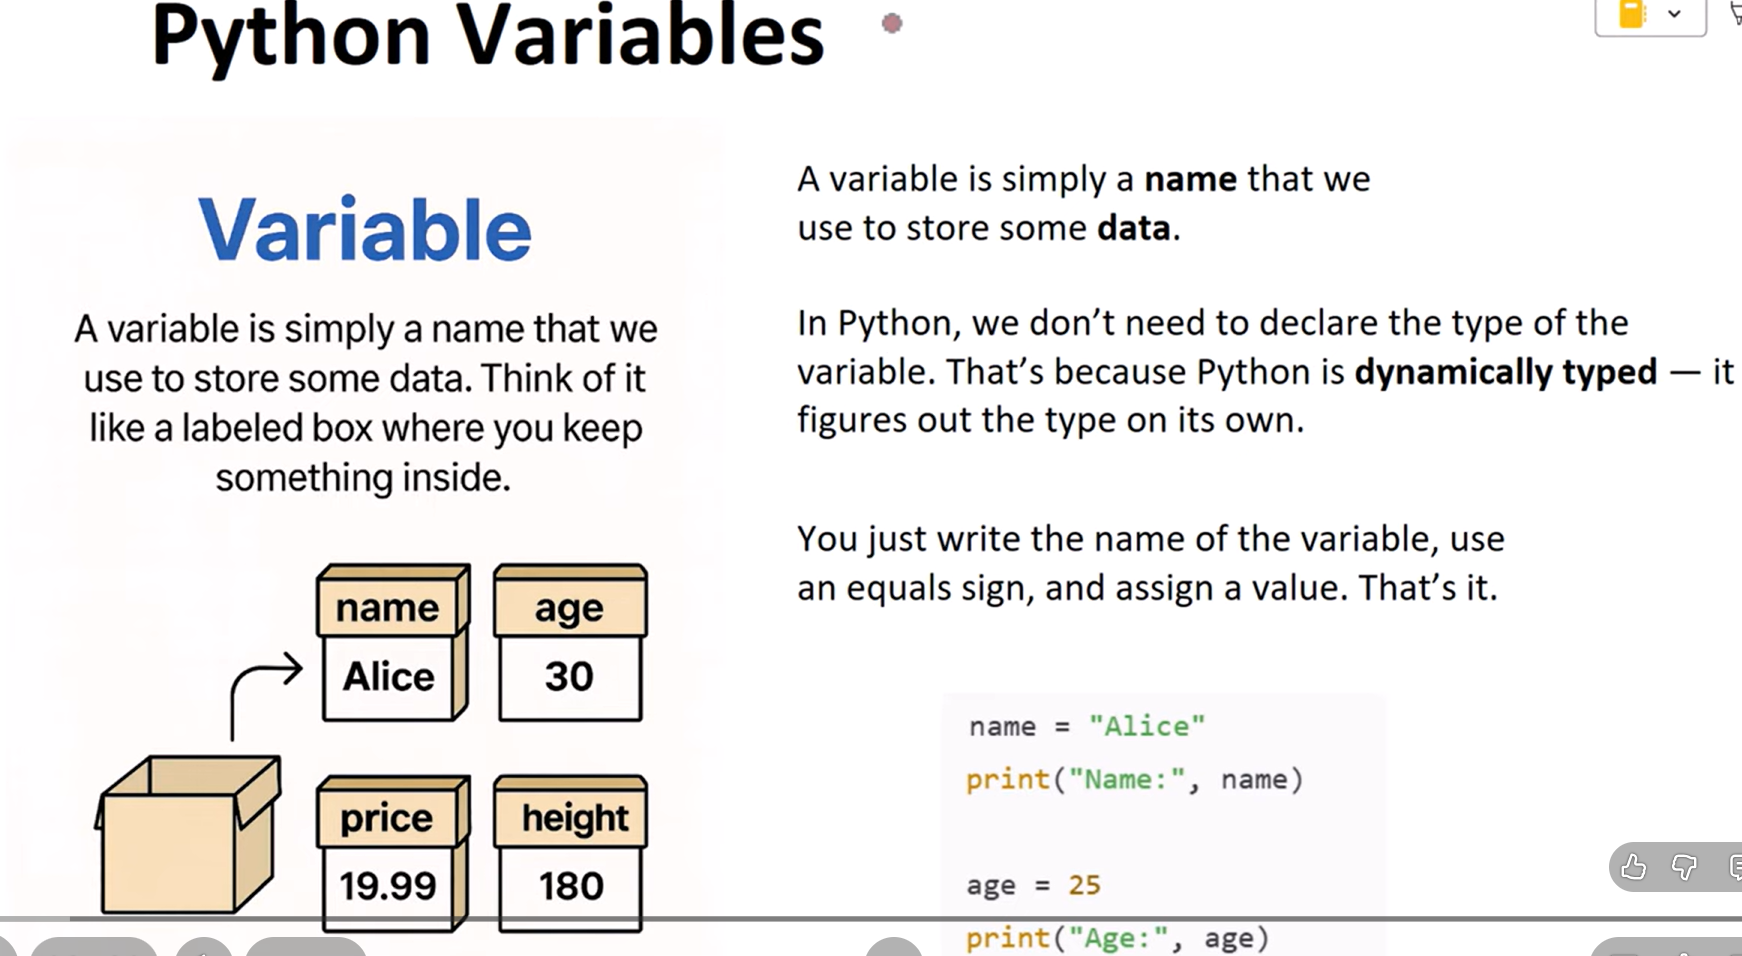 Python Variables
Variable
A variable is simply a name that we
use to store some data. Think of it
like a labeled box where you keep
something inside.
name
Alice
age
30
price
19.99
height
180
A variable is simply a name that we
use to store some data.
In Python, we don’t need to declare the type of the
variable. That’s because Python is dynamically typed — it
figures out the type on its own.
You just write the name of the variable, use
an equals sign, and assign a value. That’s it.
name = "Alice"
print("Name:", name)
age = 25
print("Age:", age)